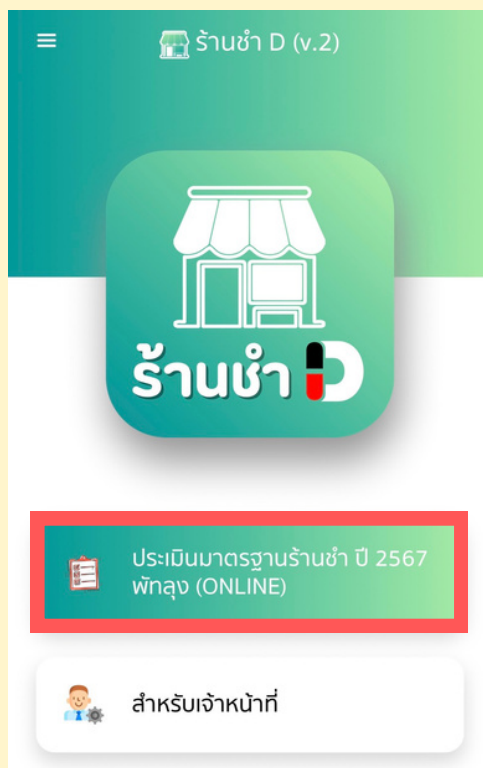 ร้านชำ D (v.2)
ร้านชำ D
ประเมินมาตรฐานร้านชำ ปี 2567
พัทลุง (ONLINE)
สำหรับเจ้าหน้าที่